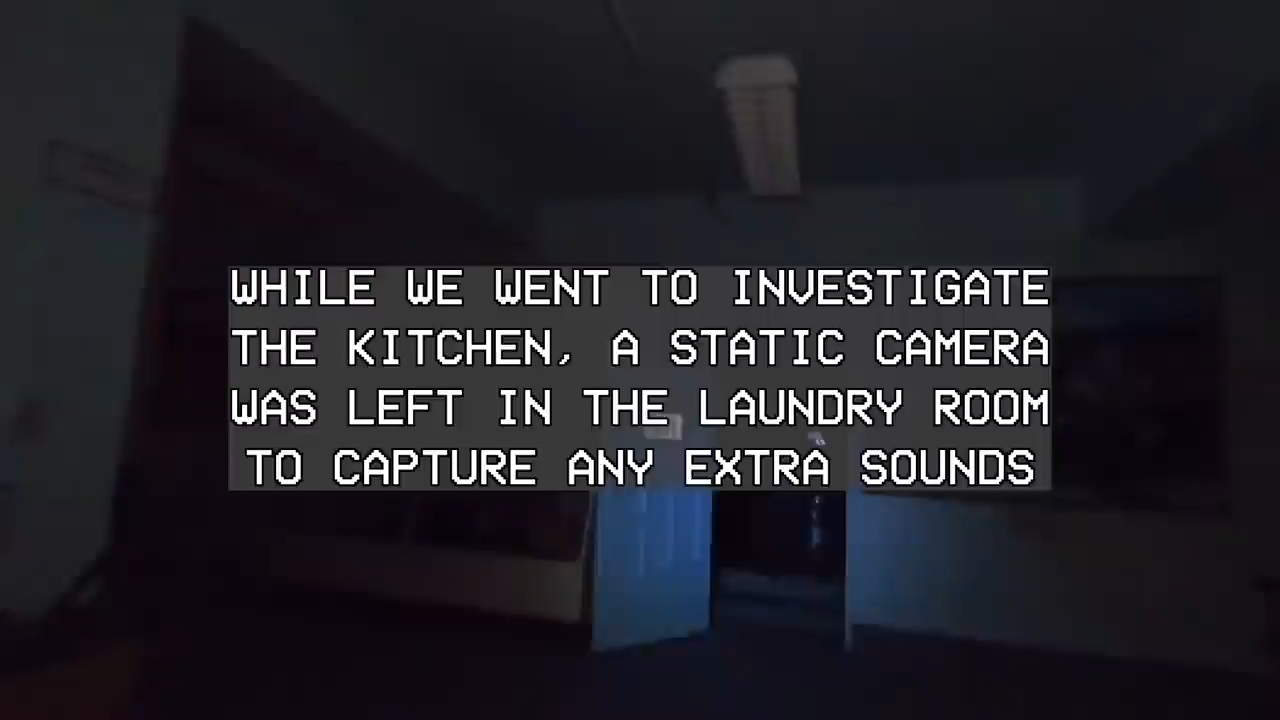 WHILE WE WENT TO INVESTIGATE
THE KITCHEN, A STATIC CAMERA
WAS LEFT IN THE LAUNDRY ROOM
TO CAPTURE ANY EXTRA SOUNDS